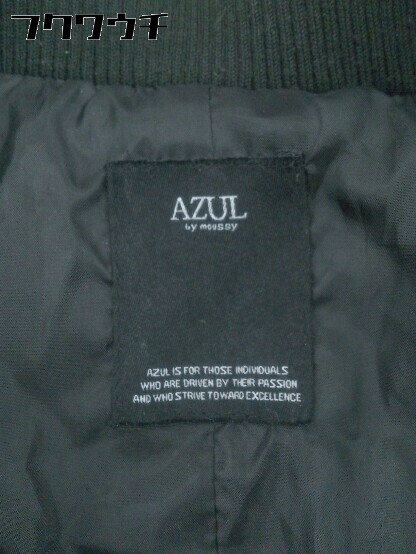 フクウクチ
AZUL
by moussy
AZUL IS FOR THOSE INDIVIDUALS
WHO ARE DRIVEN BY THEIR PASSION
AND WHO STRIVE TOWARD EXCELLENCE